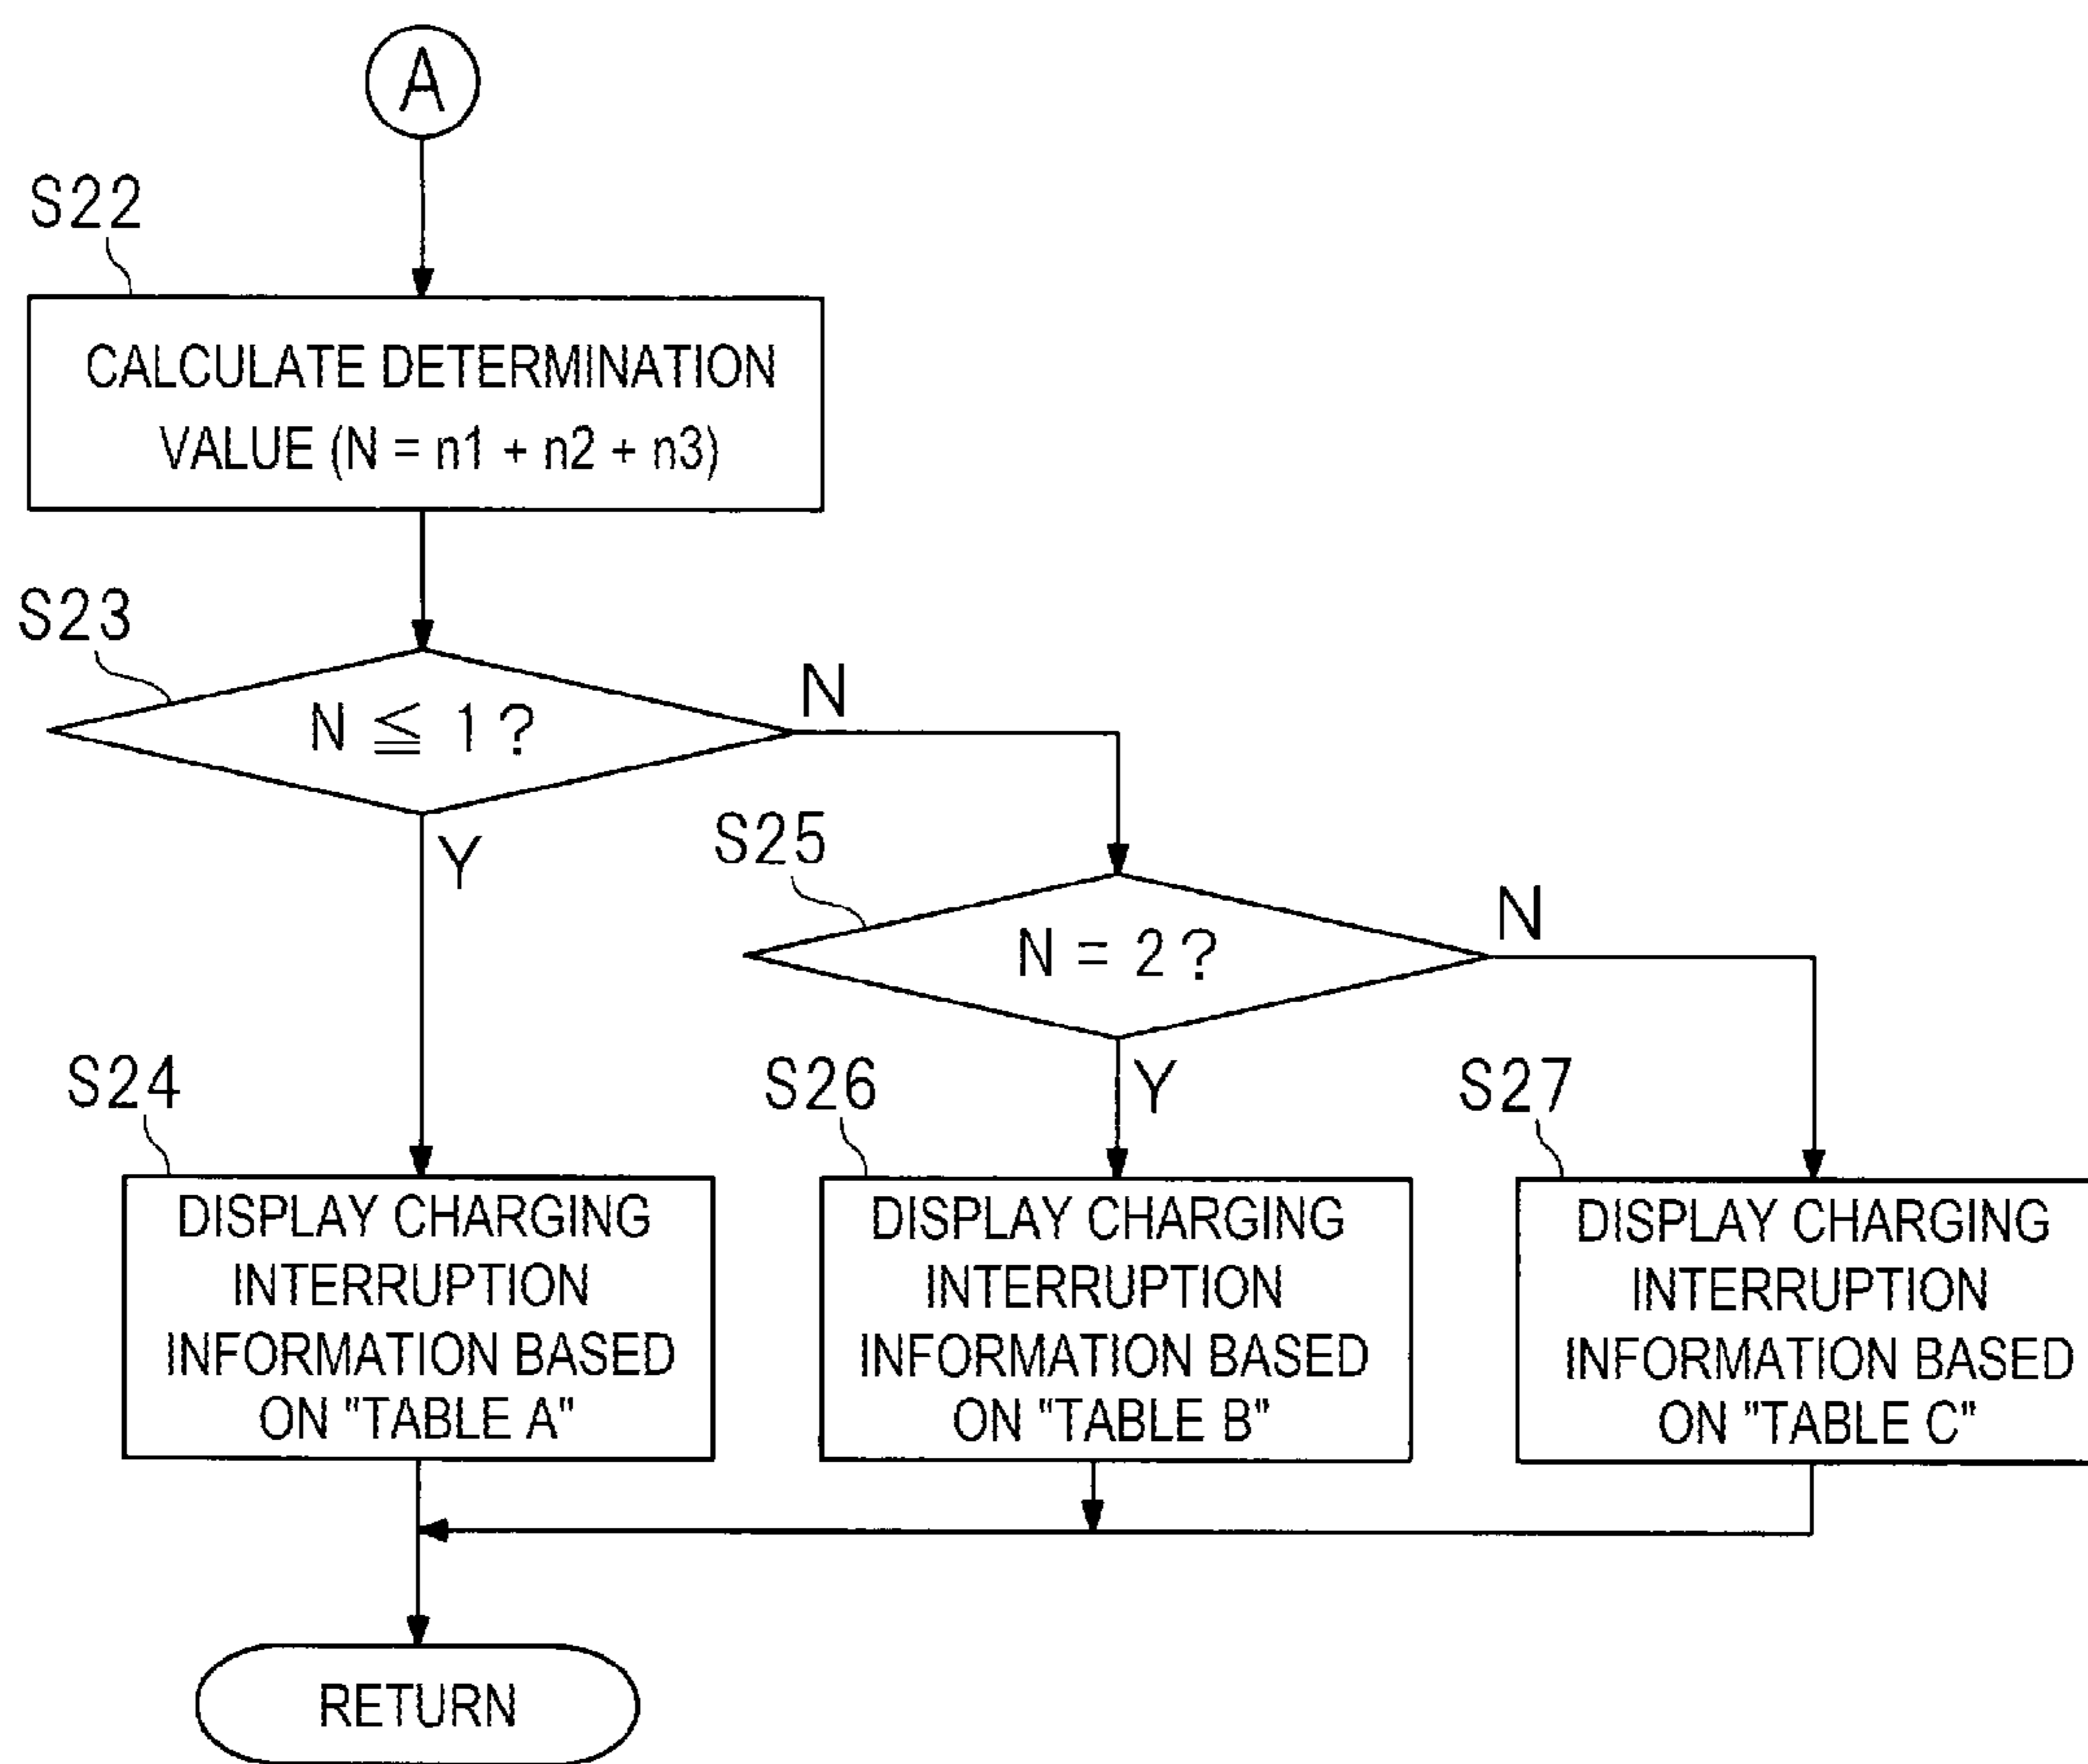 A
S22
CALCULATE DETERMINATION
VALUE (N = n1 + n2 + n3)
S23
N ≦ 1?
N
Y
S25
N = 2?
N
Y
S24
DISPLAY CHARGING
INTERRUPTION
INFORMATION BASED
ON "TABLE A"
S26
DISPLAY CHARGING
INTERRUPTION
INFORMATION BASED
ON "TABLE B"
S27
DISPLAY CHARGING
INTERRUPTION
INFORMATION BASED
ON "TABLE C"
RETURN